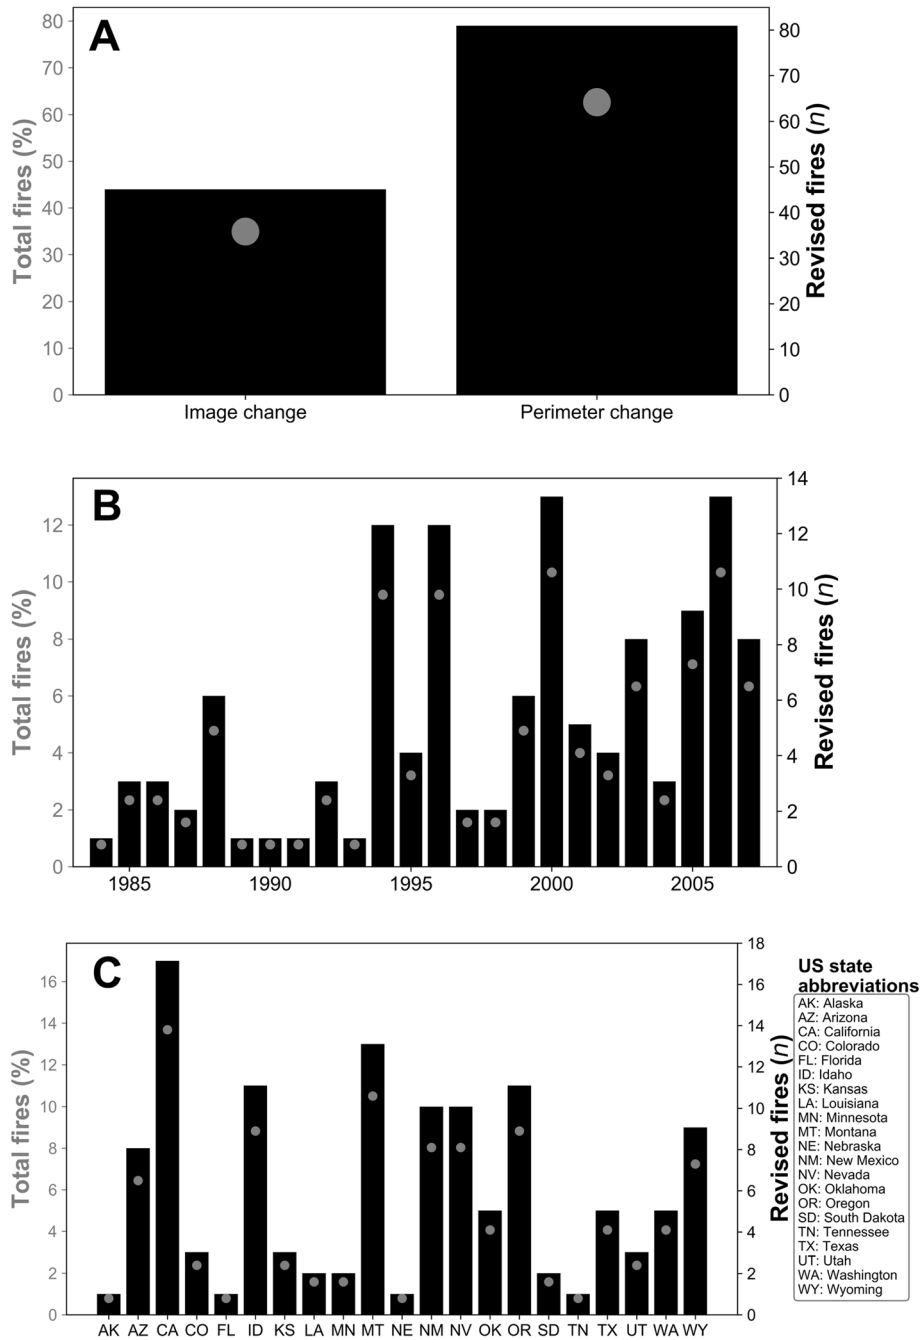 A
80
70
60
50
40
30
20
10
0
Total fires (%)
80
70
60
50
40
30
20
10
0
Revised fires (n)
Image change Perimeter change
B
12
10
8
6
4
2
0
Total fires (%)
14
12
10
8
6
4
2
0
Revised fires (n)
1985 1990 1995 2000 2005
C
16
14
12
10
8
6
4
2
0
Total fires (%)
18
16
14
12
10
8
6
4
2
0
Revised fires (n)
AK AZ CA CO FL ID KS LA MN MT NE NM NV OK OR SD TN TX UT WA WY
US state
abbreviations
AK: Alaska
AZ: Arizona
CA: California
CO: Colorado
FL: Florida
ID: Idaho
KS: Kansas
LA: Louisiana
MN: Minnesota
MT: Montana
NE: Nebraska
NM: New Mexico
NV: Nevada
OK: Oklahoma
OR: Oregon
SD: South Dakota
TN: Tennessee
TX: Texas
UT: Utah
WA: Washington
WY: Wyoming